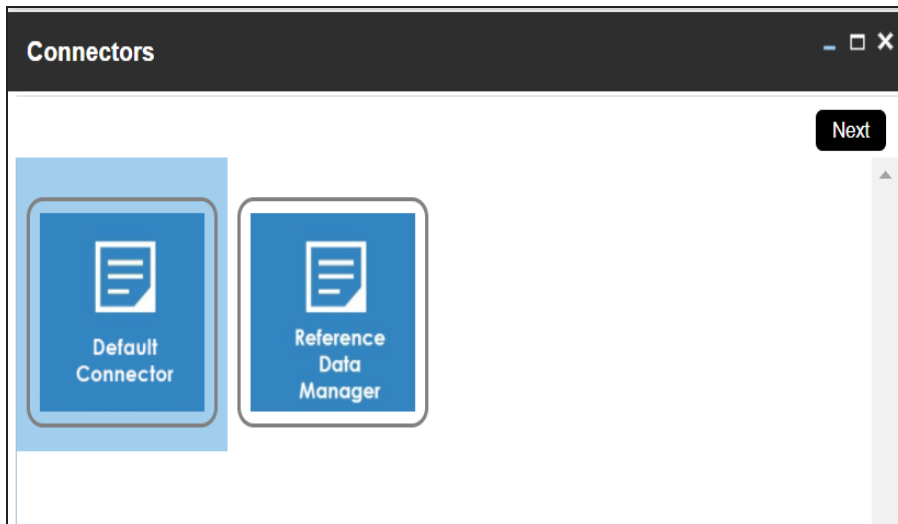 Connectors
Next
Default
Connector
Reference
Data
Manager